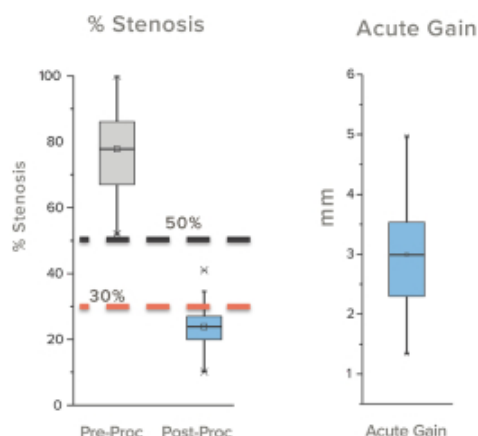 % Stenosis
Acute Gain
% Stenosis
100
80
60
40
20
0
50%
30%
Pre-Proc
Post-Proc
mm
6
5
4
3
2
1
Acute Gain